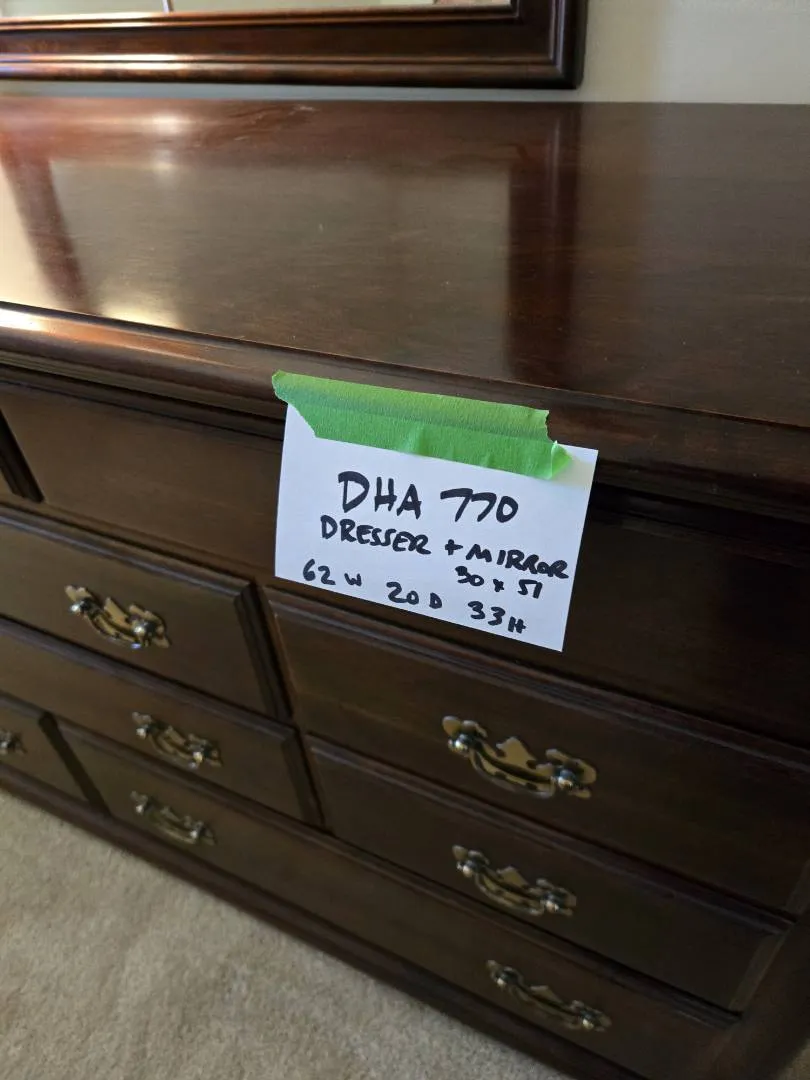 DHA 770
DRESSER + MIRROR
30 x 51
62 W 20 D 33 H